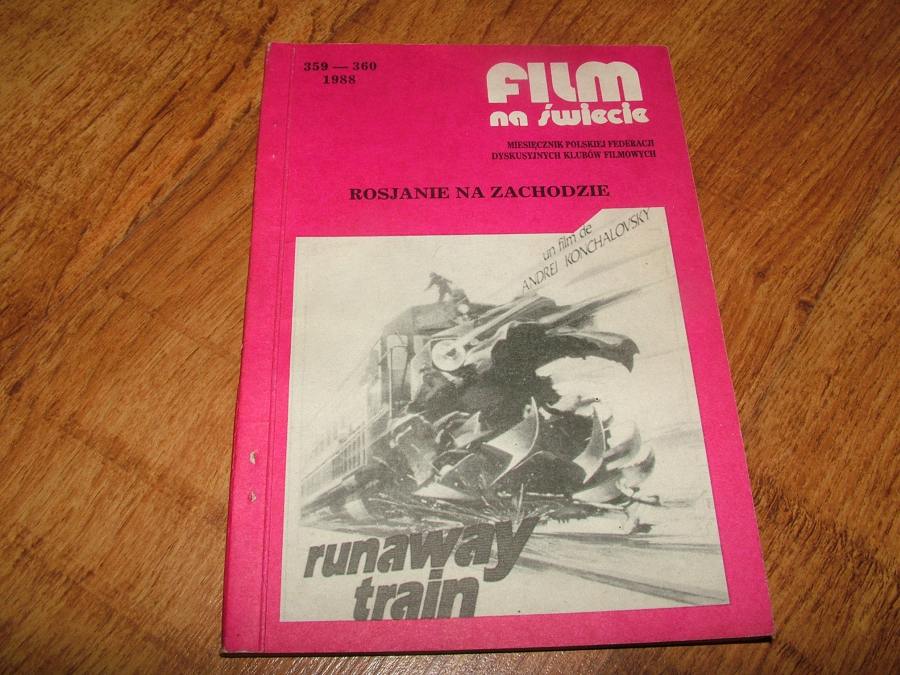 359 — 360
1988
FILM
na świecie
MIESIĘCZNIK POLSKIEJ FEDERACJI
DYSKUSYJNYCH KLUBÓW FILMOWYCH
ROSJANIE NA ZACHODZIE
un film de
ANDREI KONCHALOVSKY
runaway
train